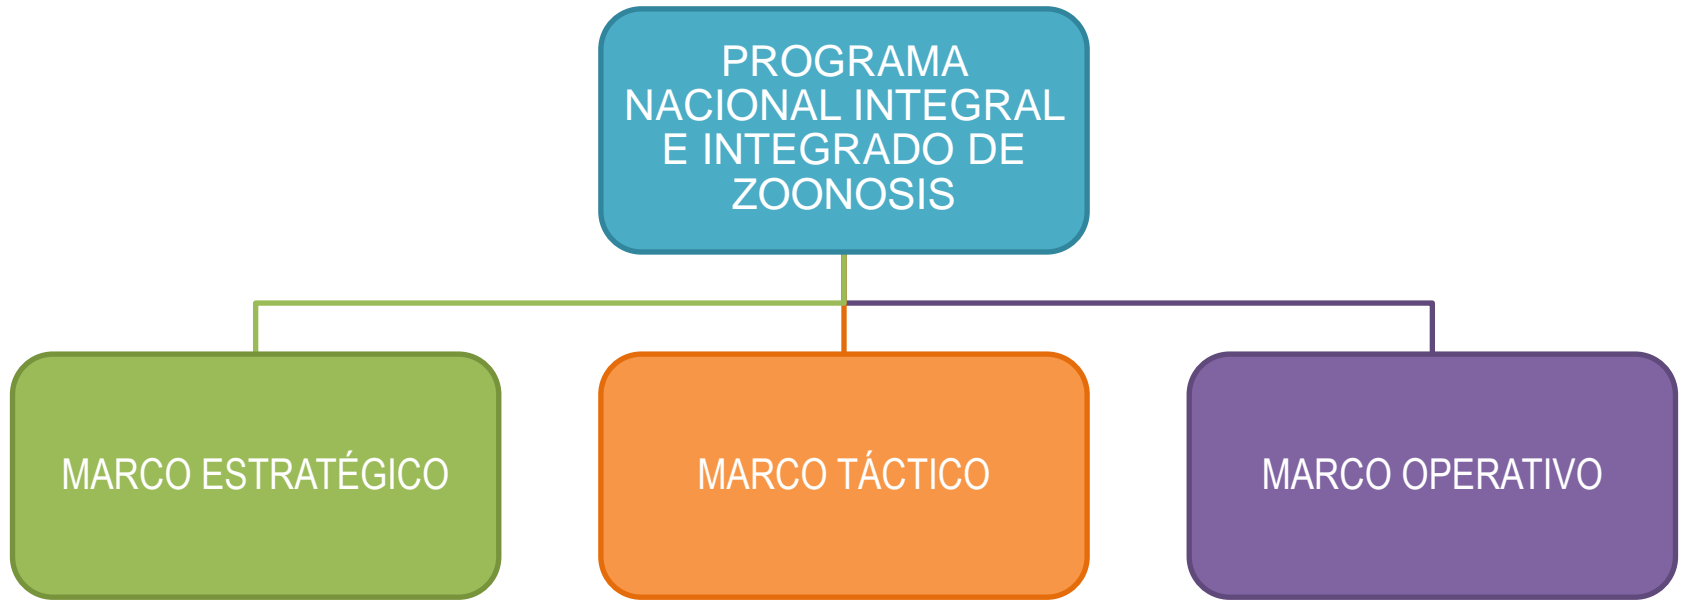 PROGRAMA
NACIONAL INTEGRAL
E INTEGRADO DE
ZOONOSIS
MARCO ESTRATÉGICO
MARCO TÁCTICO
MARCO OPERATIVO